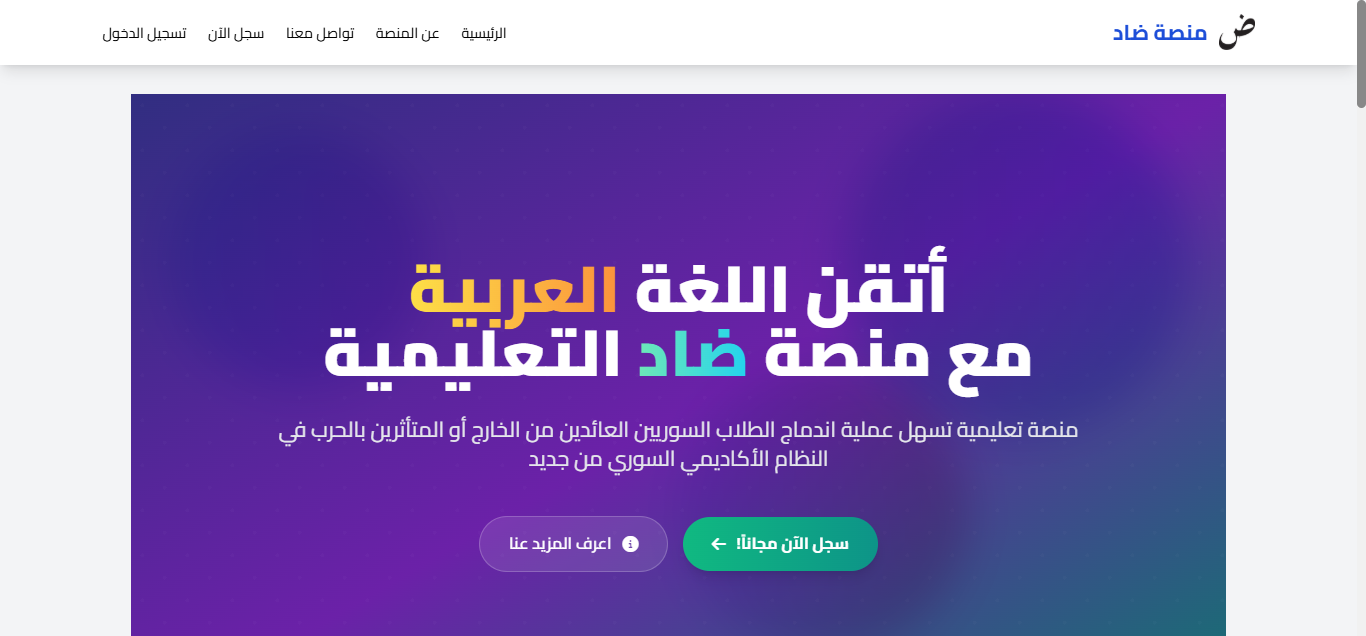 ض منصة ضاد
الرئيسية عن المنصة تواصل معنا سجل الآن تسجيل الدخول
أتقن اللغة العربية
مع منصة ضاد التعليمية
منصة تعليمية تسهل عملية اندماج الطلاب السوريين العائدين من الخارج أو المتأثرين بالحرب في
النظام الأكاديمي السوري من جديد
سجل الآن مجاناً!
اعرف المزيد عنا